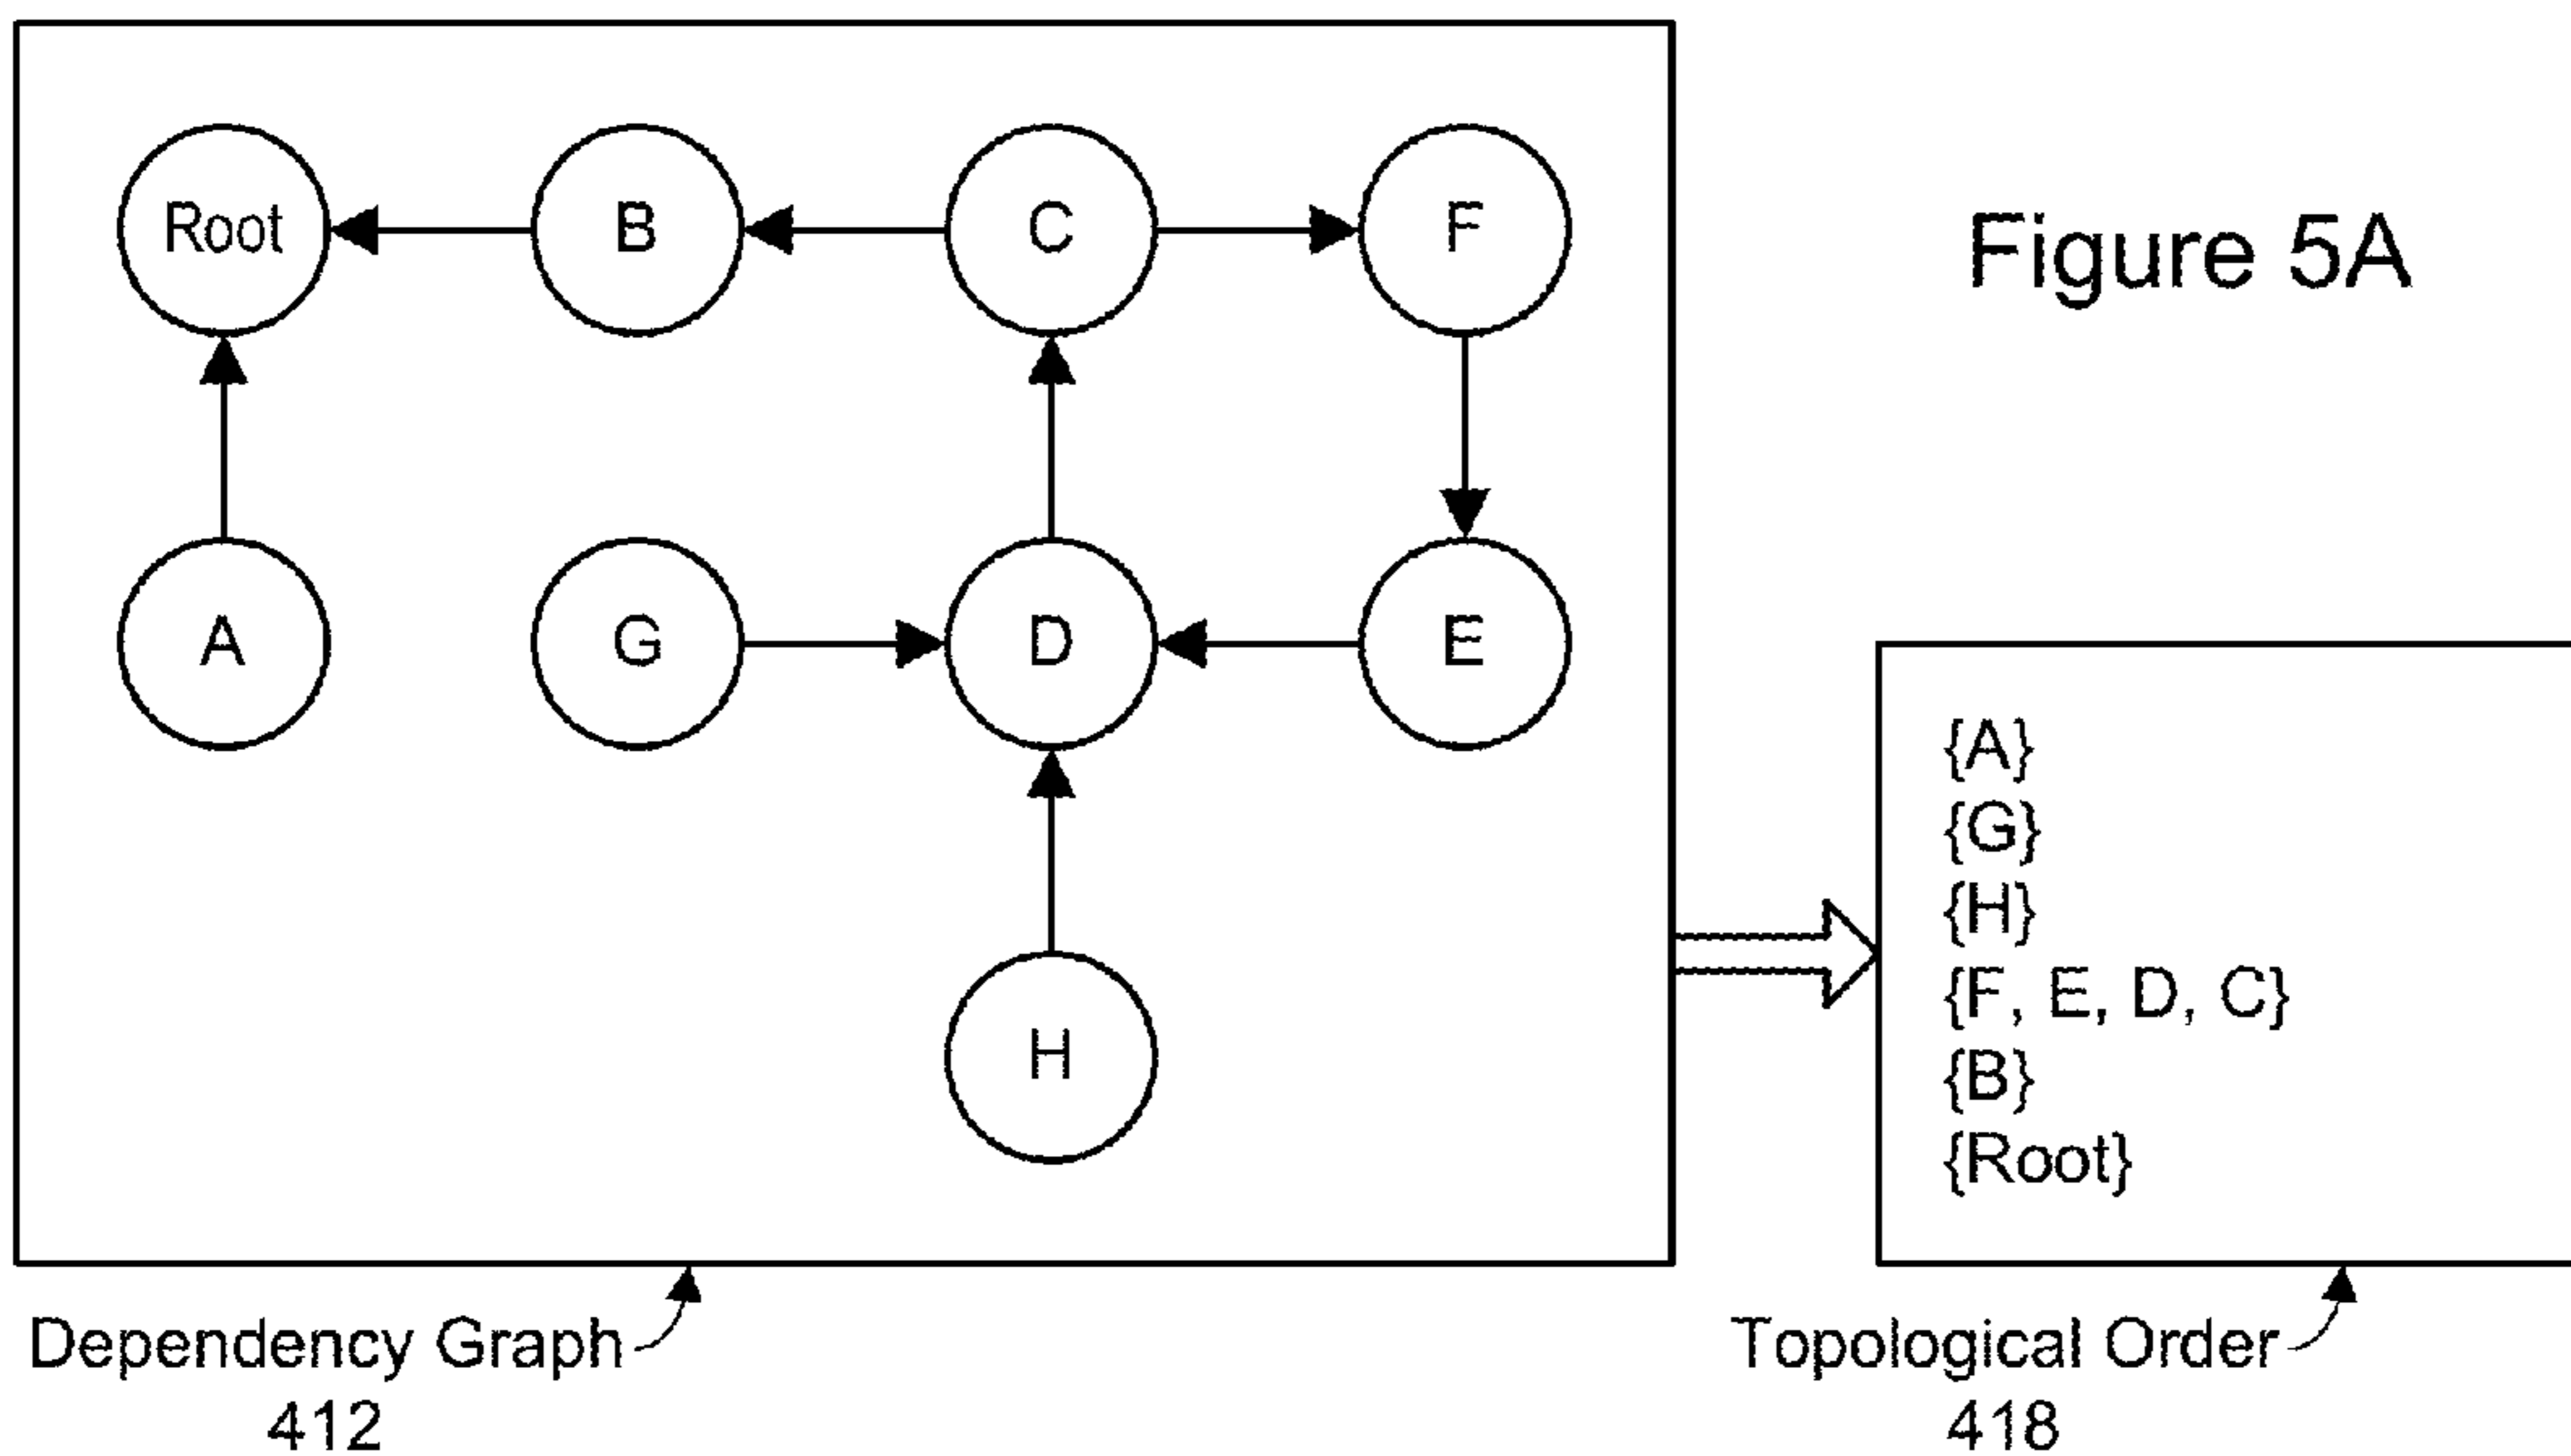 Root B C F
Figure 5A
A G D E
H
{A}
{G}
{H}
{F, E, D, C}
{B}
{Root}
Dependency Graph
412
Topological Order
418